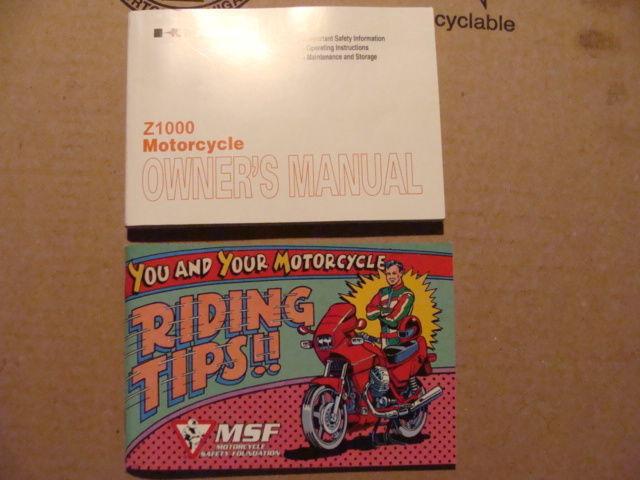 cyclable
Important Safety Information
Operating Instructions
Maintenance and Storage
Z1000
Motorcycle
OWNER'S MANUAL
YOU AND YOUR MOTORCYCLE
RIDING
TIPS!!
MSF
MOTORCYCLE
SAFETY FOUNDATION